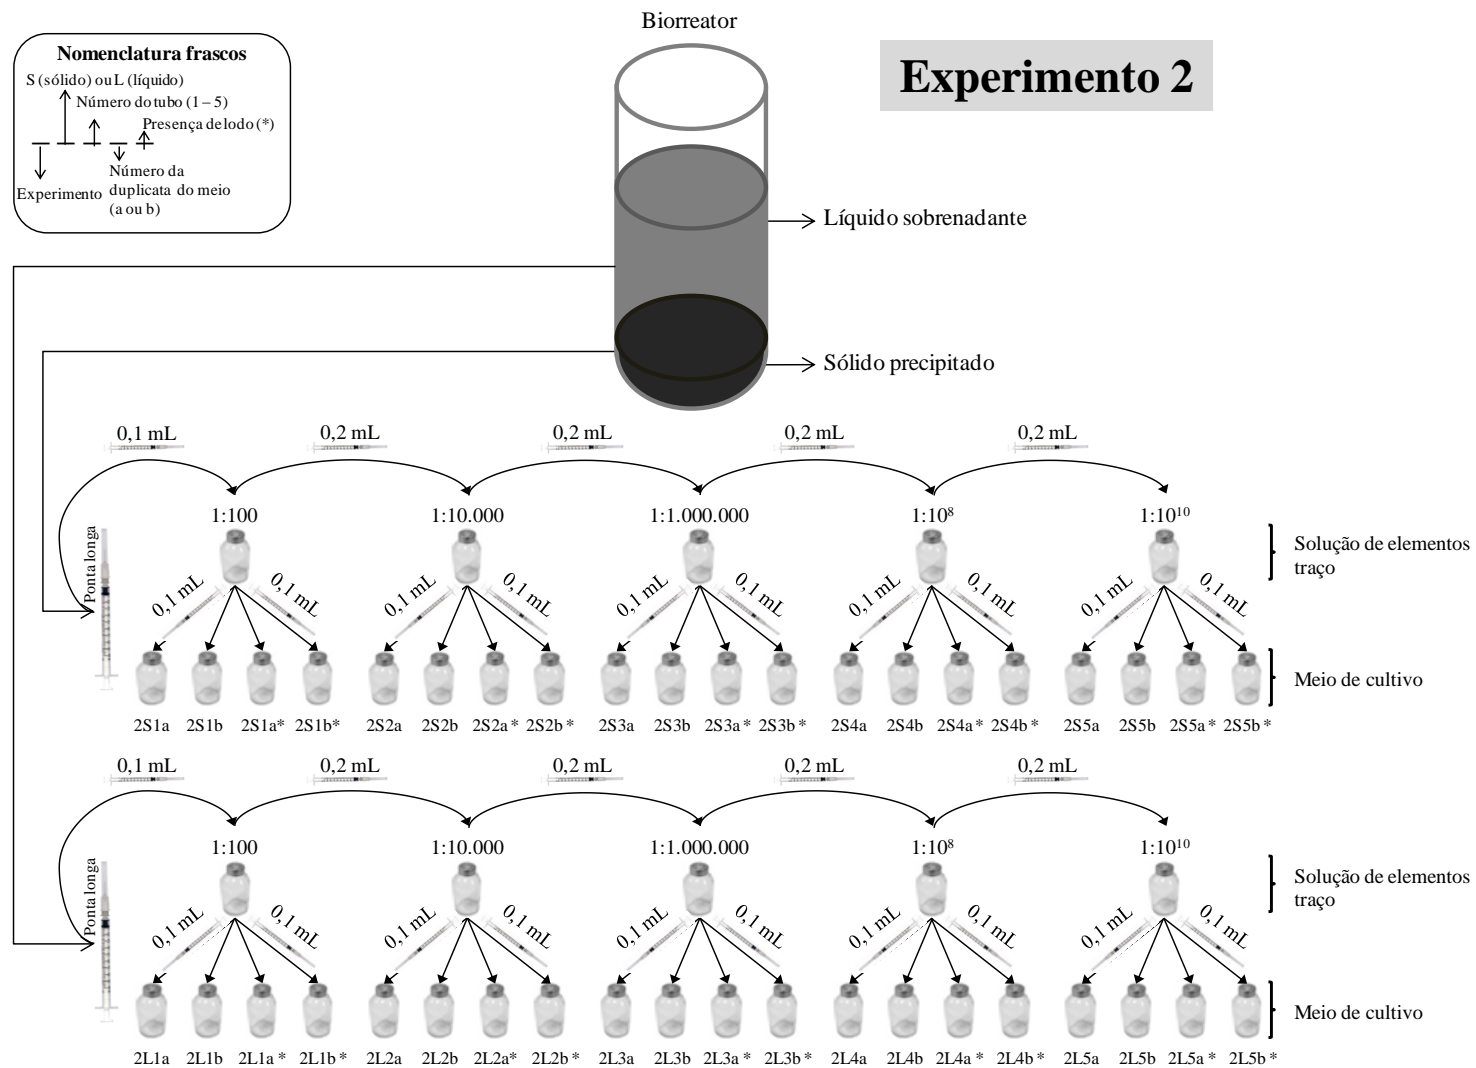 Biorreator
Experimento 2
Nomenclatura frascos
S (sólido) ou L (líquido)
Número do tubo (1 – 5)
Presença de lodo (*)
Número da
duplicata do meio
(a ou b)
Experimento
Líquido sobrenadante
Sólido precipitado
0,1 mL 0,2 mL 0,2 mL 0,2 mL 0,2 mL
1:100 1:10.000 1:1.000.000 1:10⁸ 1:10¹⁰
Ponta longa
Solução de elementos
traço
0,1 mL 0,1 mL 0,1 mL 0,1 mL 0,1 mL 0,1 mL 0,1 mL 0,1 mL 0,1 mL 0,1 mL
Meio de cultivo
2S1a 2S1b 2S1a* 2S1b* 2S2a 2S2b 2S2a* 2S2b* 2S3a 2S3b 2S3a* 2S3b* 2S4a 2S4b 2S4a* 2S4b* 2S5a 2S5b 2S5a* 2S5b*
0,1 mL 0,2 mL 0,2 mL 0,2 mL 0,2 mL
1:100 1:10.000 1:1.000.000 1:10⁸ 1:10¹⁰
Ponta longa
Solução de elementos
traço
0,1 mL 0,1 mL 0,1 mL 0,1 mL 0,1 mL 0,1 mL 0,1 mL 0,1 mL 0,1 mL 0,1 mL
Meio de cultivo
2L1a 2L1b 2L1a* 2L1b* 2L2a 2L2b 2L2a* 2L2b* 2L3a 2L3b 2L3a* 2L3b* 2L4a 2L4b 2L4a* 2L4b* 2L5a 2L5b 2L5a* 2L5b*